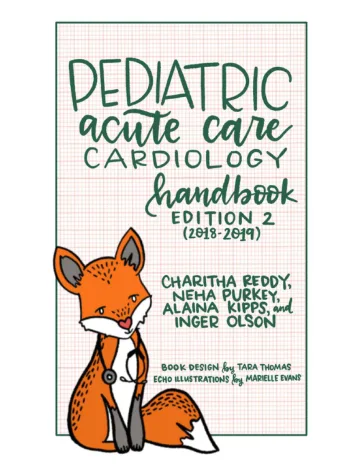 PEDIATRIC
acute care
CARDIOLOGY
handbook
EDITION 2
(2018-2019)
CHARITHA REDDY,
NEHA PURKEY,
ALAINA KIPPS, and
INGER OLSON
BOOK DESIGN by TARA THOMAS
ECHO ILLUSTRATIONS by MARIELLE EVANS